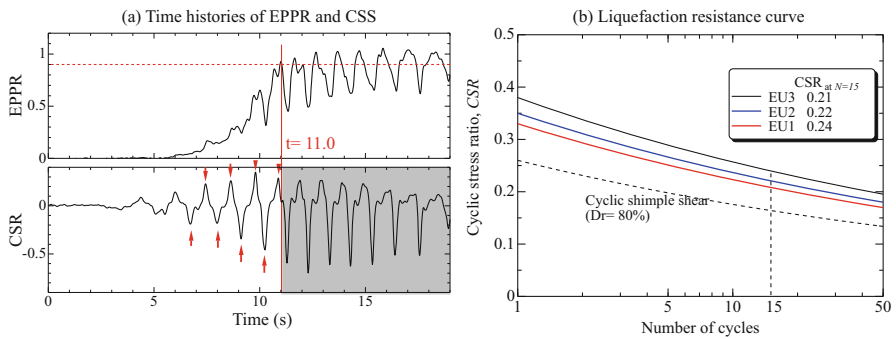 (a) Time histories of EPPR and CSS
EPPR
1
0.5
0
t= 11.0
CSR
0.5
0
-0.5
0
5
10
15
Time (s)
(b) Liquefaction resistance curve
Cyclic stress ratio, CSR
0.5
0.4
0.3
0.2
0.1
0
CSR at N=15
EU3 0.21
EU2 0.22
EU1 0.24
Cyclic shimple shear
(Dr= 80%)
1
5
10
15
50
Number of cycles